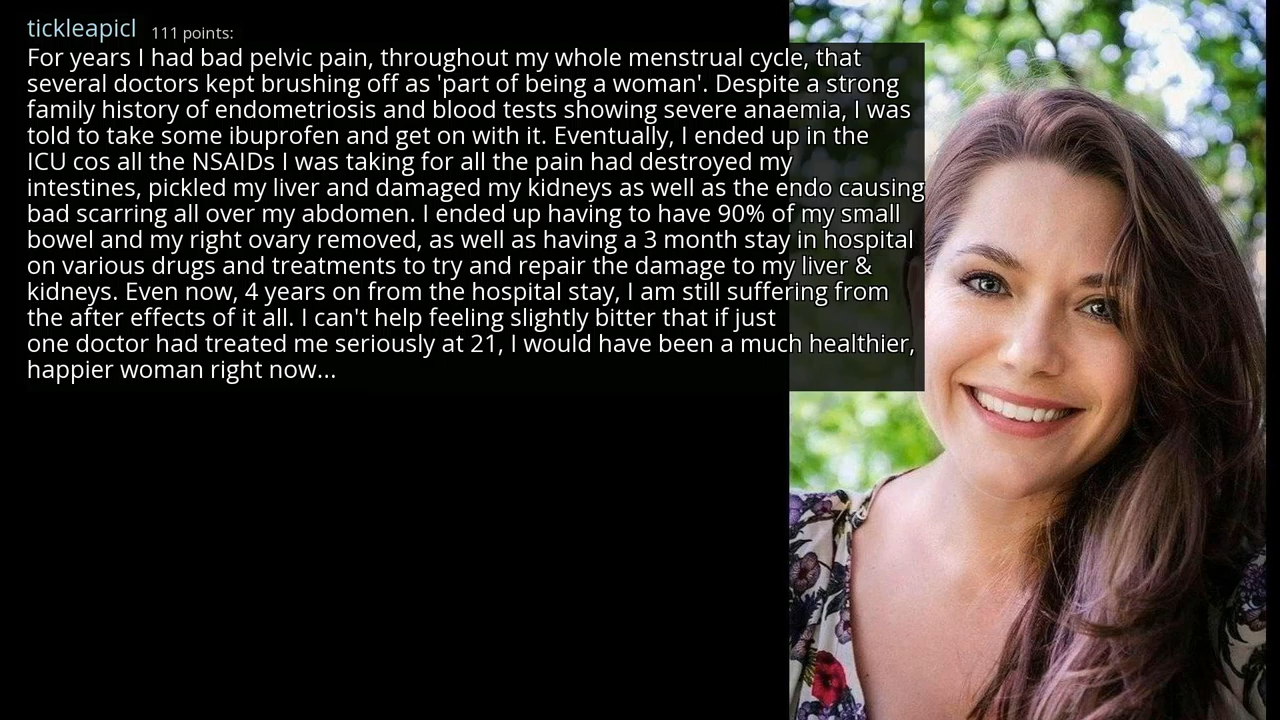 tickleapicl 111 points:
For years I had bad pelvic pain, throughout my whole menstrual cycle, that
several doctors kept brushing off as 'part of being a woman'. Despite a strong
family history of endometriosis and blood tests showing severe anaemia, I was
told to take some ibuprofen and get on with it. Eventually, I ended up in the
ICU cos all the NSAIDs I was taking for all the pain had destroyed my
intestines, pickled my liver and damaged my kidneys as well as the endo causing
bad scarring all over my abdomen. I ended up having to have 90% of my small
bowel and my right ovary removed, as well as having a 3 month stay in hospital
on various drugs and treatments to try and repair the damage to my liver &
kidneys. Even now, 4 years on from the hospital stay, I am still suffering from
the after effects of it all. I can't help feeling slightly bitter that if just
one doctor had treated me seriously at 21, I would have been a much healthier,
happier woman right now...